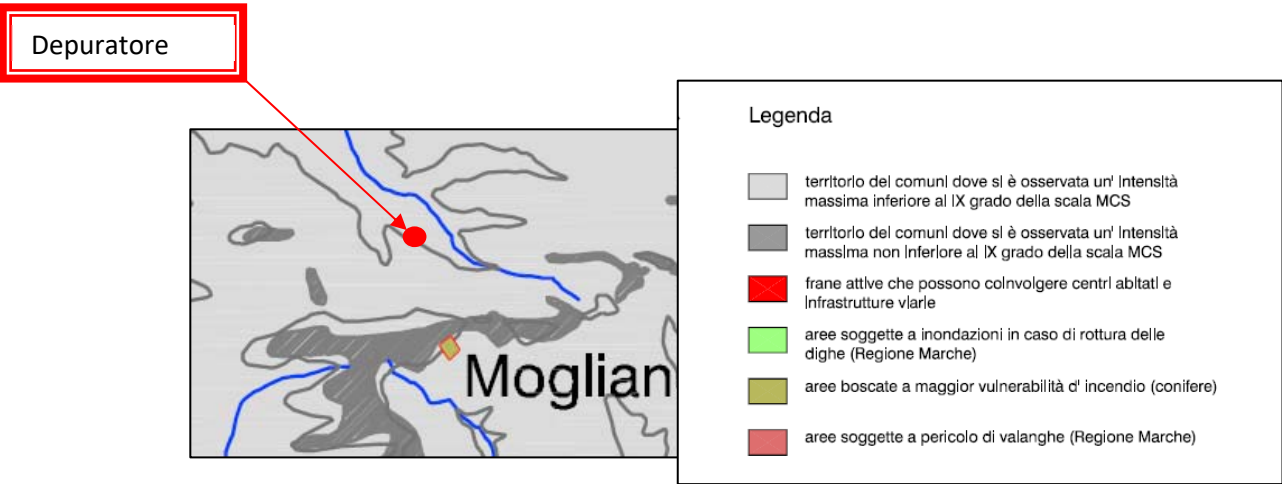 Depuratore
Moglian
Legenda
territorio dei comuni dove si è osservata un' intensità
massima inferiore al IX grado della scala MCS
territorio dei comuni dove si è osservata un' intensità
massima non inferiore al IX grado della scala MCS
frane attive che possono coinvolgere centri abitati e
infrastrutture viarie
aree soggette a inondazioni in caso di rottura delle
dighe (Regione Marche)
aree boscate a maggior vulnerabilità d' incendio (conifere)
aree soggette a pericolo di valanghe (Regione Marche)